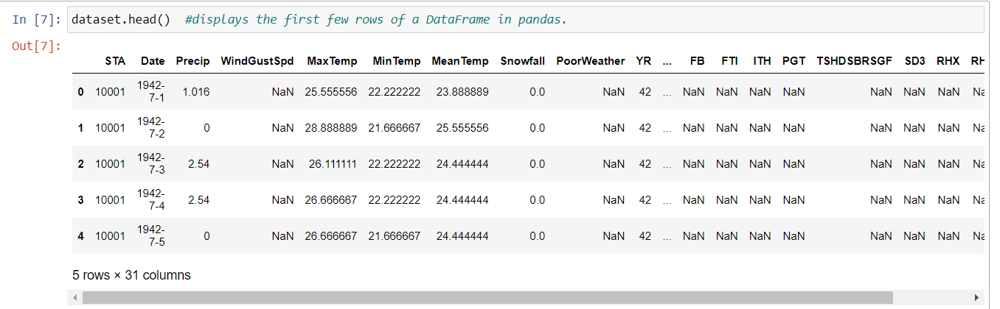 In [7]: dataset.head()  #displays the first few rows of a DataFrame in pandas.
Out[7]:
STA Date Precip WindGustSpd MaxTemp MinTemp MeanTemp Snowfall PoorWeather YR ... FB FTI ITH PGT TSHDSBRSGF SD3 RHX RH
0 10001 1942-7-1 1.016 NaN 25.555556 22.222222 23.888889 0.0 NaN 42 ... NaN NaN NaN NaN NaN NaN NaN Na
1 10001 1942-7-2 0 NaN 28.888889 21.666667 25.555556 0.0 NaN 42 ... NaN NaN NaN NaN NaN NaN NaN Na
2 10001 1942-7-3 2.54 NaN 26.111111 22.222222 24.444444 0.0 NaN 42 ... NaN NaN NaN NaN NaN NaN NaN Na
3 10001 1942-7-4 2.54 NaN 26.666667 22.222222 24.444444 0.0 NaN 42 ... NaN NaN NaN NaN NaN NaN NaN Na
4 10001 1942-7-5 0 NaN 26.666667 21.666667 24.444444 0.0 NaN 42 ... NaN NaN NaN NaN NaN NaN NaN Na
5 rows × 31 columns